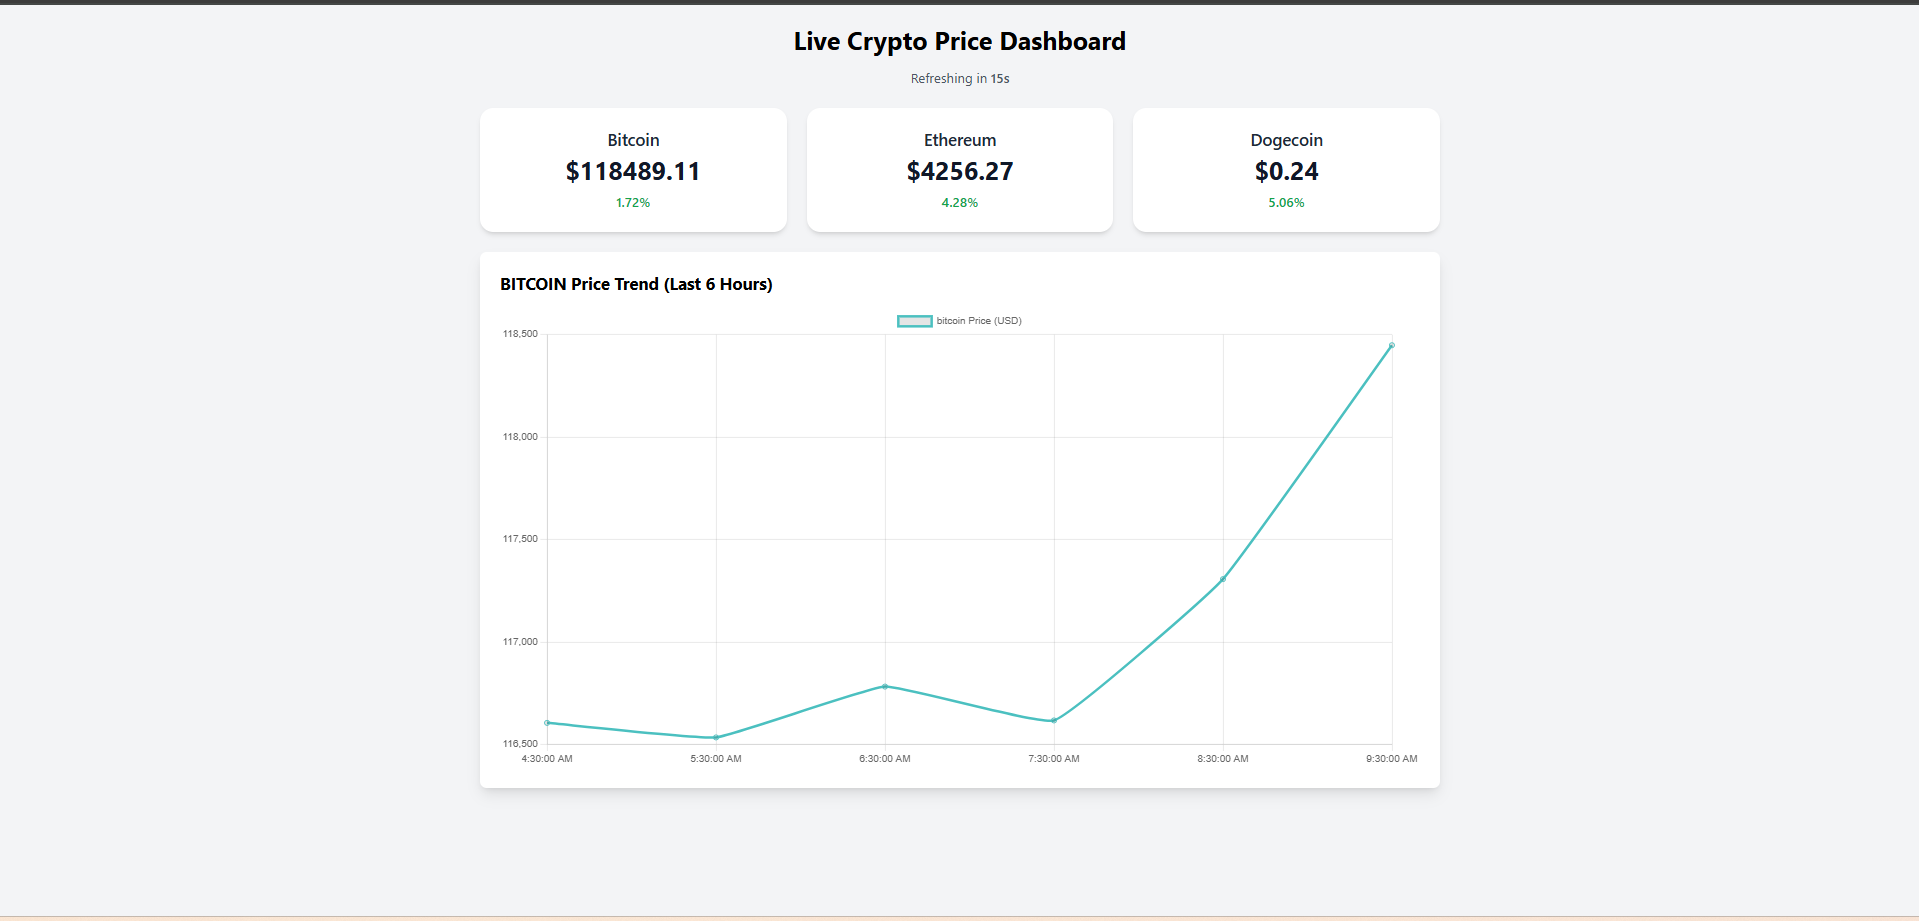 Live Crypto Price Dashboard
Refreshing in 15s
Bitcoin
$118489.11
1.72%
Ethereum
$4256.27
4.28%
Dogecoin
$0.24
5.06%
BITCOIN Price Trend (Last 6 Hours)
bitcoin Price (USD)
118,500
118,000
117,500
117,000
116,500
4:30:00 AM
5:30:00 AM
6:30:00 AM
7:30:00 AM
8:30:00 AM
9:30:00 AM